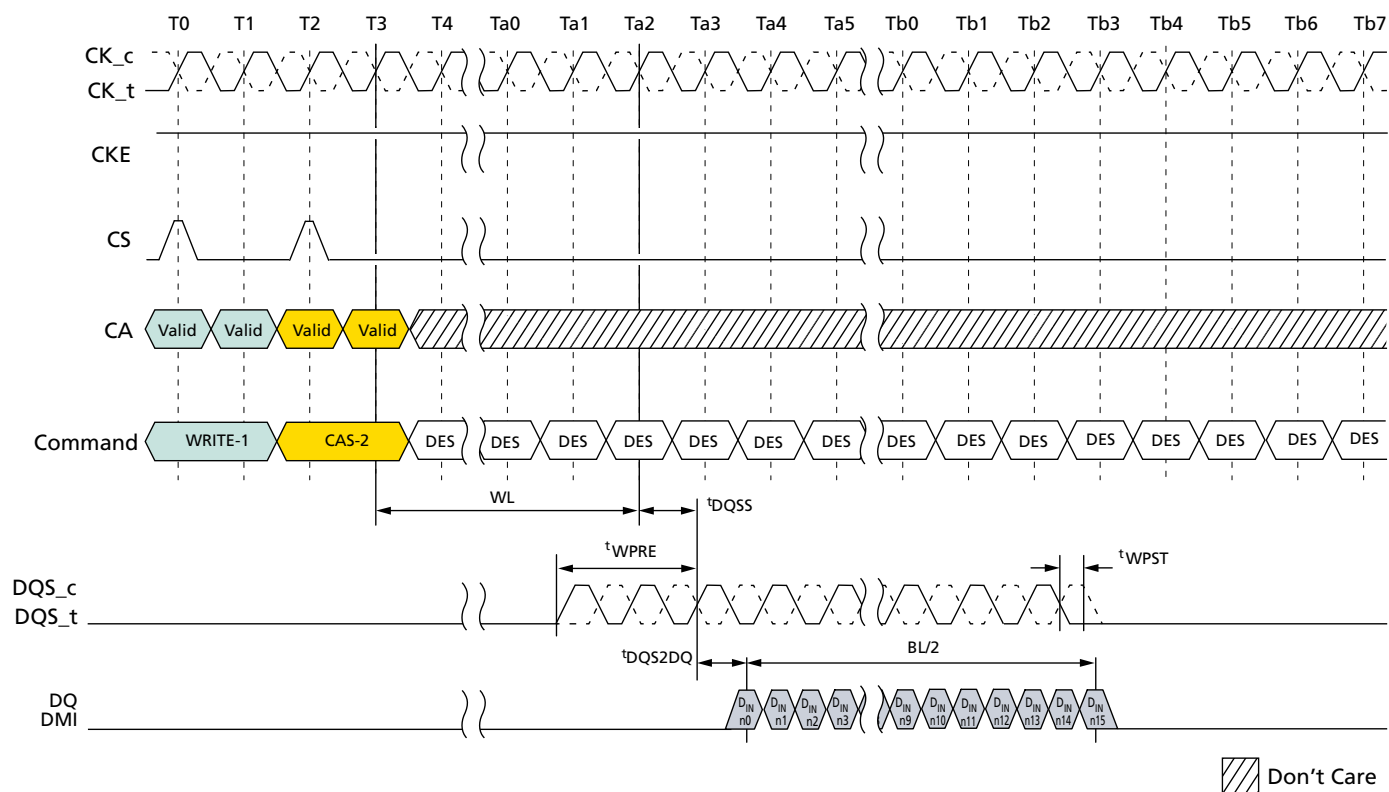 T0 T1 T2 T3 T4 Ta0 Ta1 Ta2 Ta3 Ta4 Ta5 Tb0 Tb1 Tb2 Tb3 Tb4 Tb5 Tb6 Tb7
CK_c
CK_t
CKE
CS
CA Valid Valid Valid Valid
Command WRITE-1 CAS-2 DES DES DES DES DES DES DES DES DES DES DES DES DES DES DES
WL tDQSS
tWPRE tWPST
DQS_c
DQS_t
tDQS2DQ BL/2
DQ
DMI
DIN n0 DIN n1 DIN n2 DIN n3 DIN n9 DIN n10 DIN n11 DIN n12 DIN n13 DIN n14 DIN n15
Don't Care